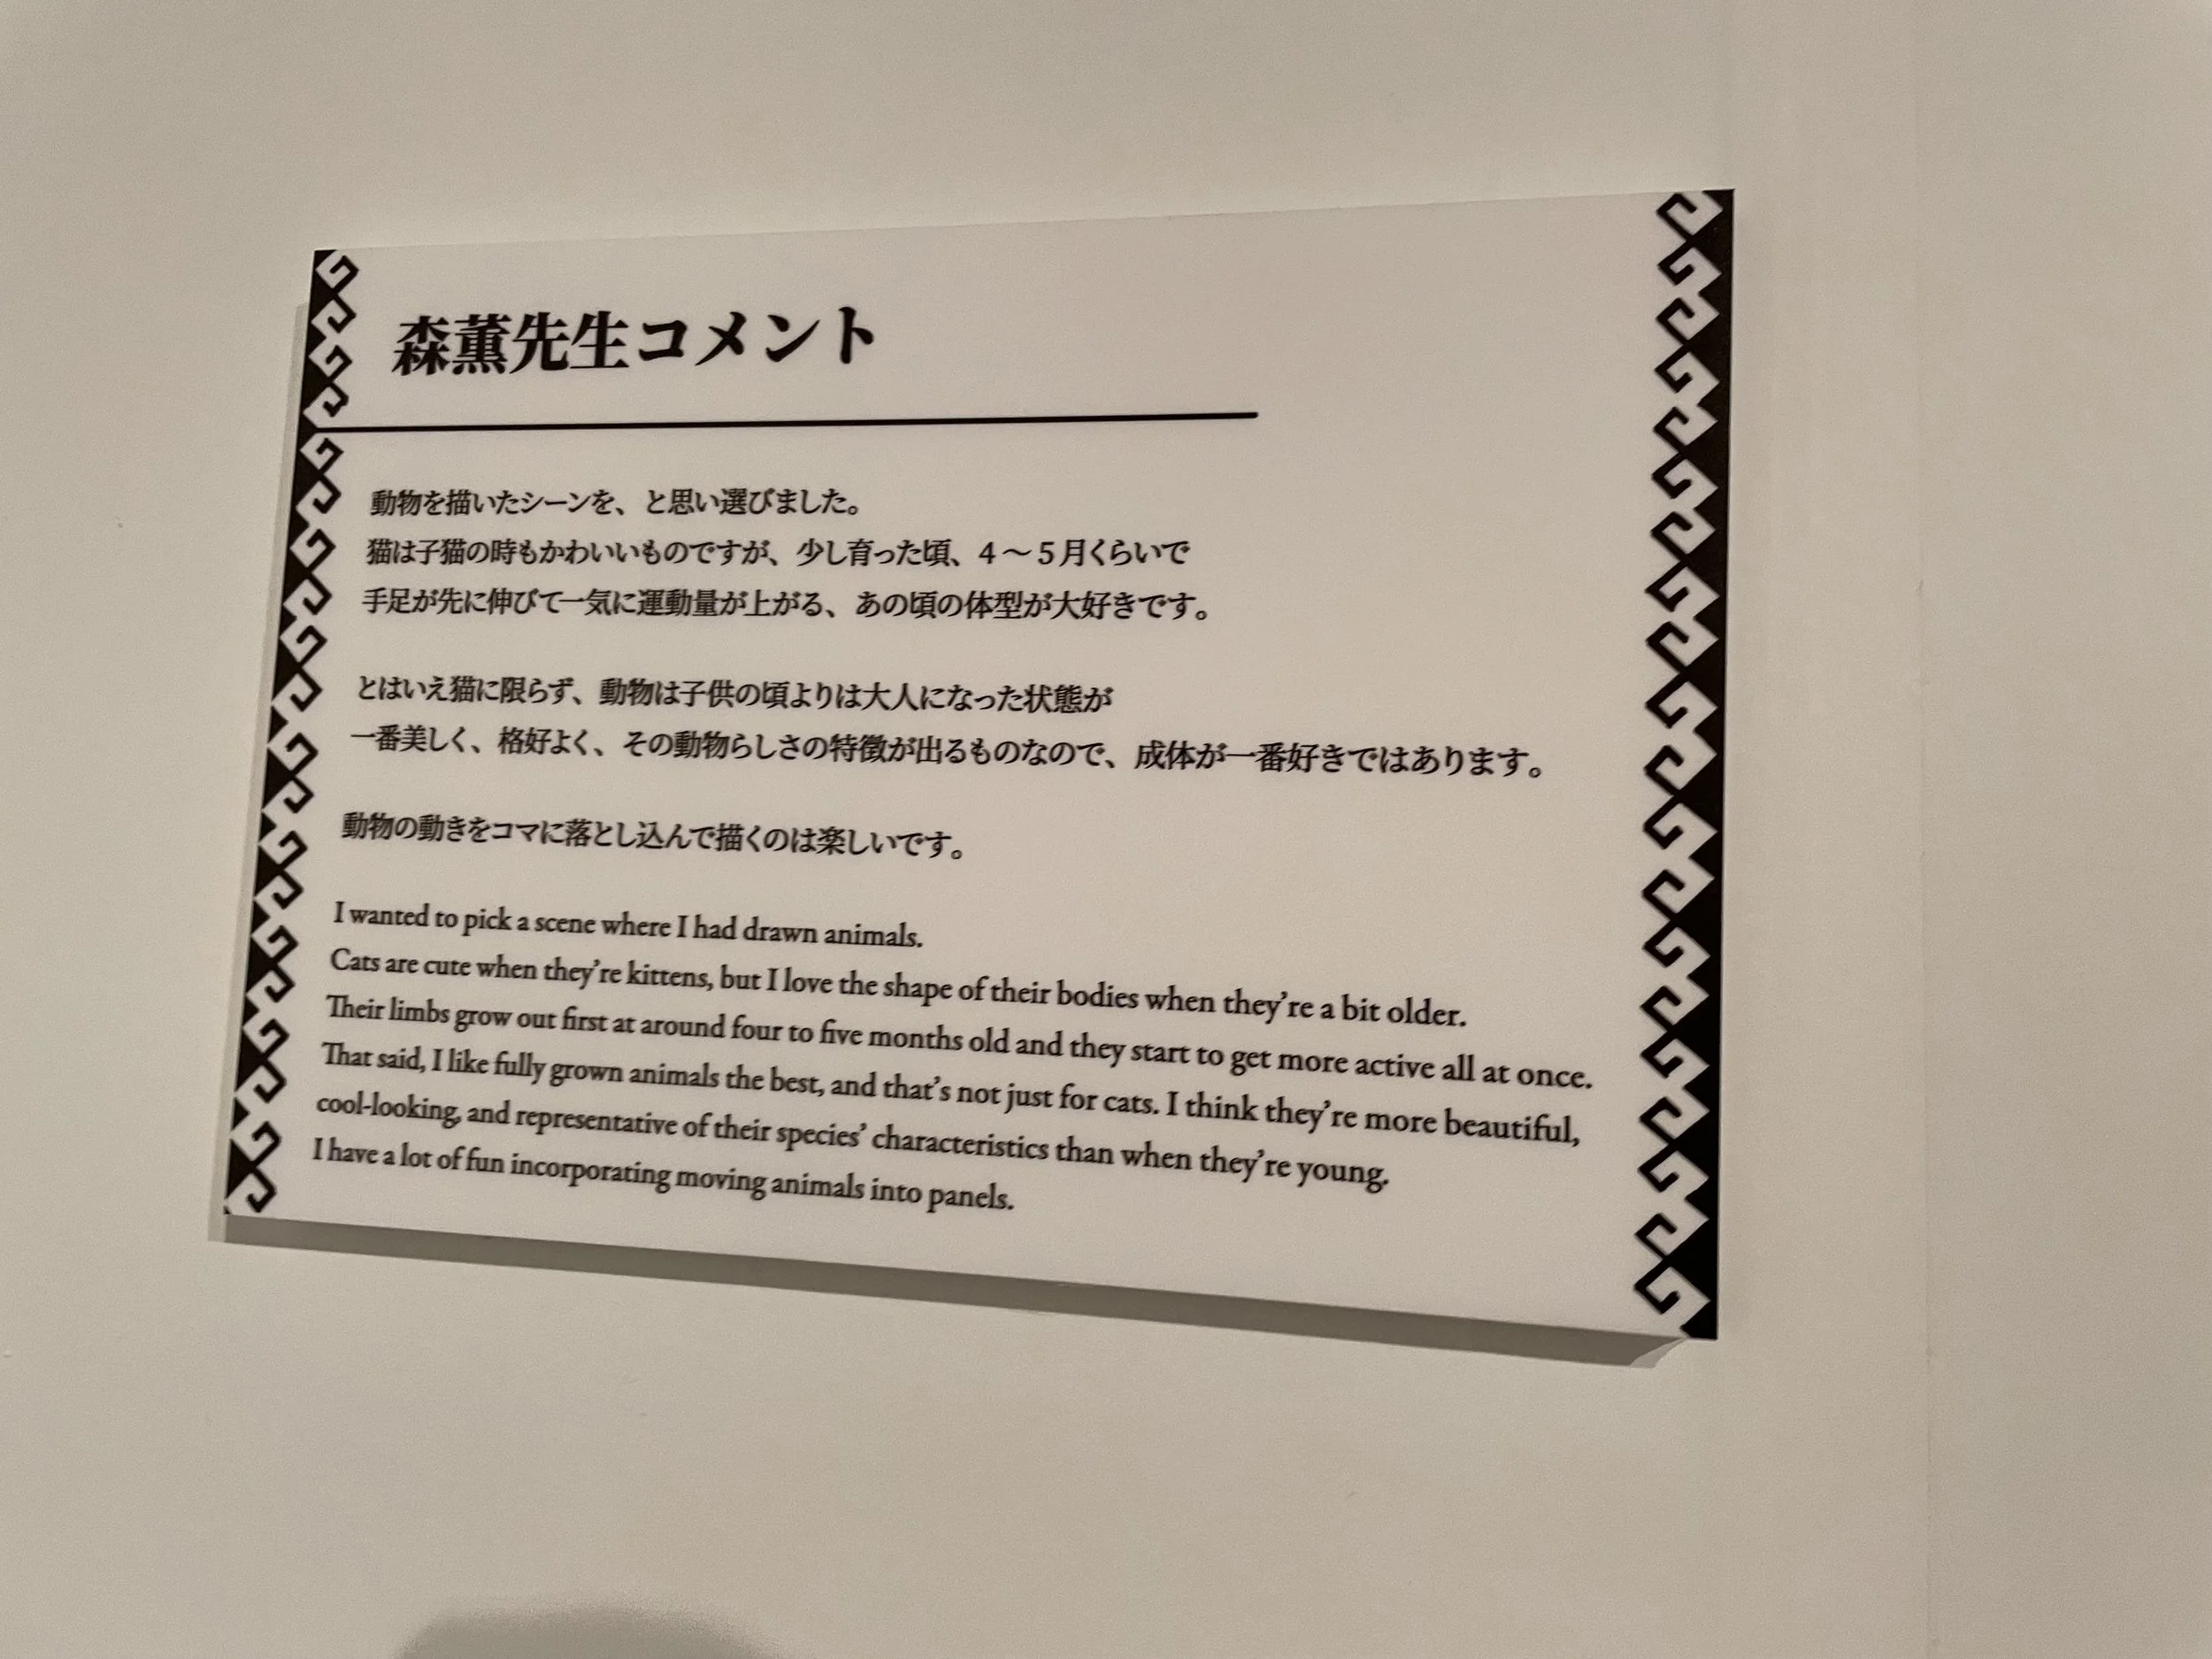 森薫先生コメント
動物を描いたシーンを、と思い選びました。
猫は子猫の時もかわいいものですが、少し育った頃、４～５月くらいで
手足が先に伸びて一気に運動量が上がる、あの頃の体型が大好きです。
とはいえ猫に限らず、動物は子供の頃よりは大人になった状態が
一番美しく、格好よく、その動物らしさの特徴が出るものなので、成体が一番好きではあります。
動物の動きをコマに落とし込んで描くのは楽しいです。
I wanted to pick a scene where I had drawn animals.
Cats are cute when they're kittens, but I love the shape of their bodies when they're a bit older.
Their limbs grow out first at around four to five months old and they start to get more active all at once.
That said, I like fully grown animals the best, and that's not just for cats. I think they're more beautiful,
cool-looking, and representative of their species' characteristics than when they're young.
I have a lot of fun incorporating moving animals into panels.